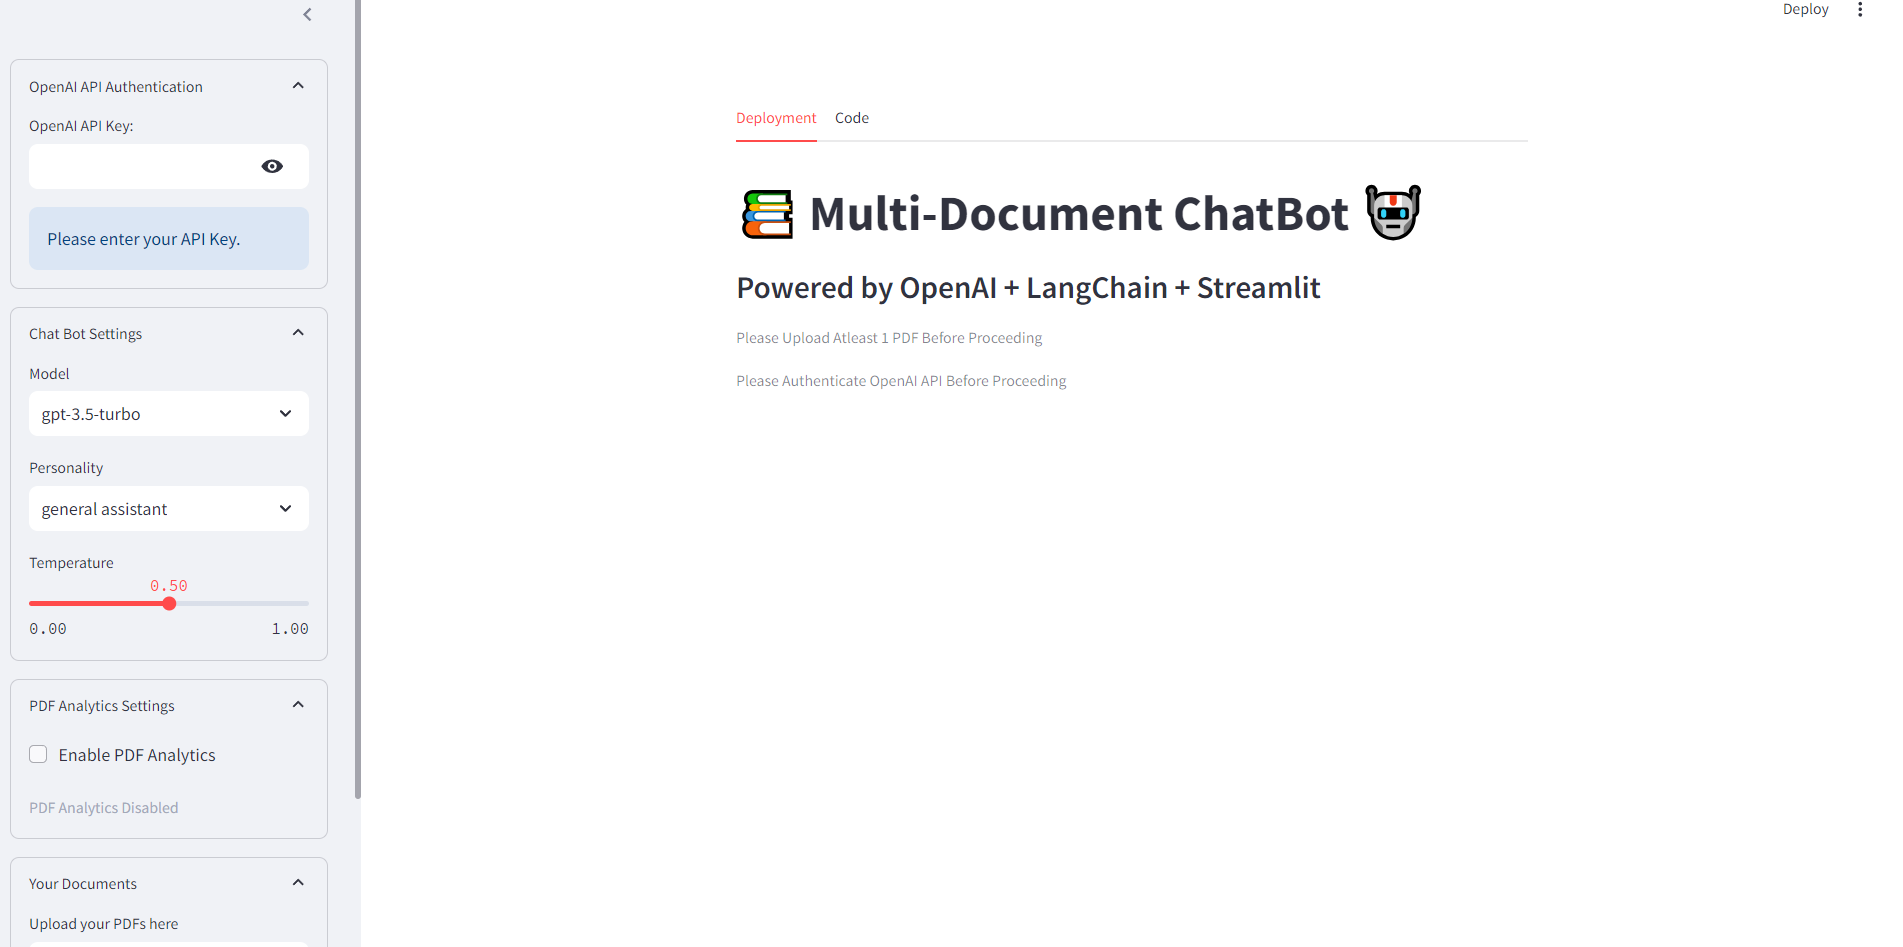 OpenAI API Authentication
OpenAI API Key:
Please enter your API Key.
Chat Bot Settings
Model
gpt-3.5-turbo
Personality
general assistant
Temperature
0.50
0.00 1.00
PDF Analytics Settings
Enable PDF Analytics
PDF Analytics Disabled
Your Documents
Upload your PDFs here
Deploy
Deployment Code
Multi-Document ChatBot
Powered by OpenAI + LangChain + Streamlit
Please Upload Atleast 1 PDF Before Proceeding
Please Authenticate OpenAI API Before Proceeding